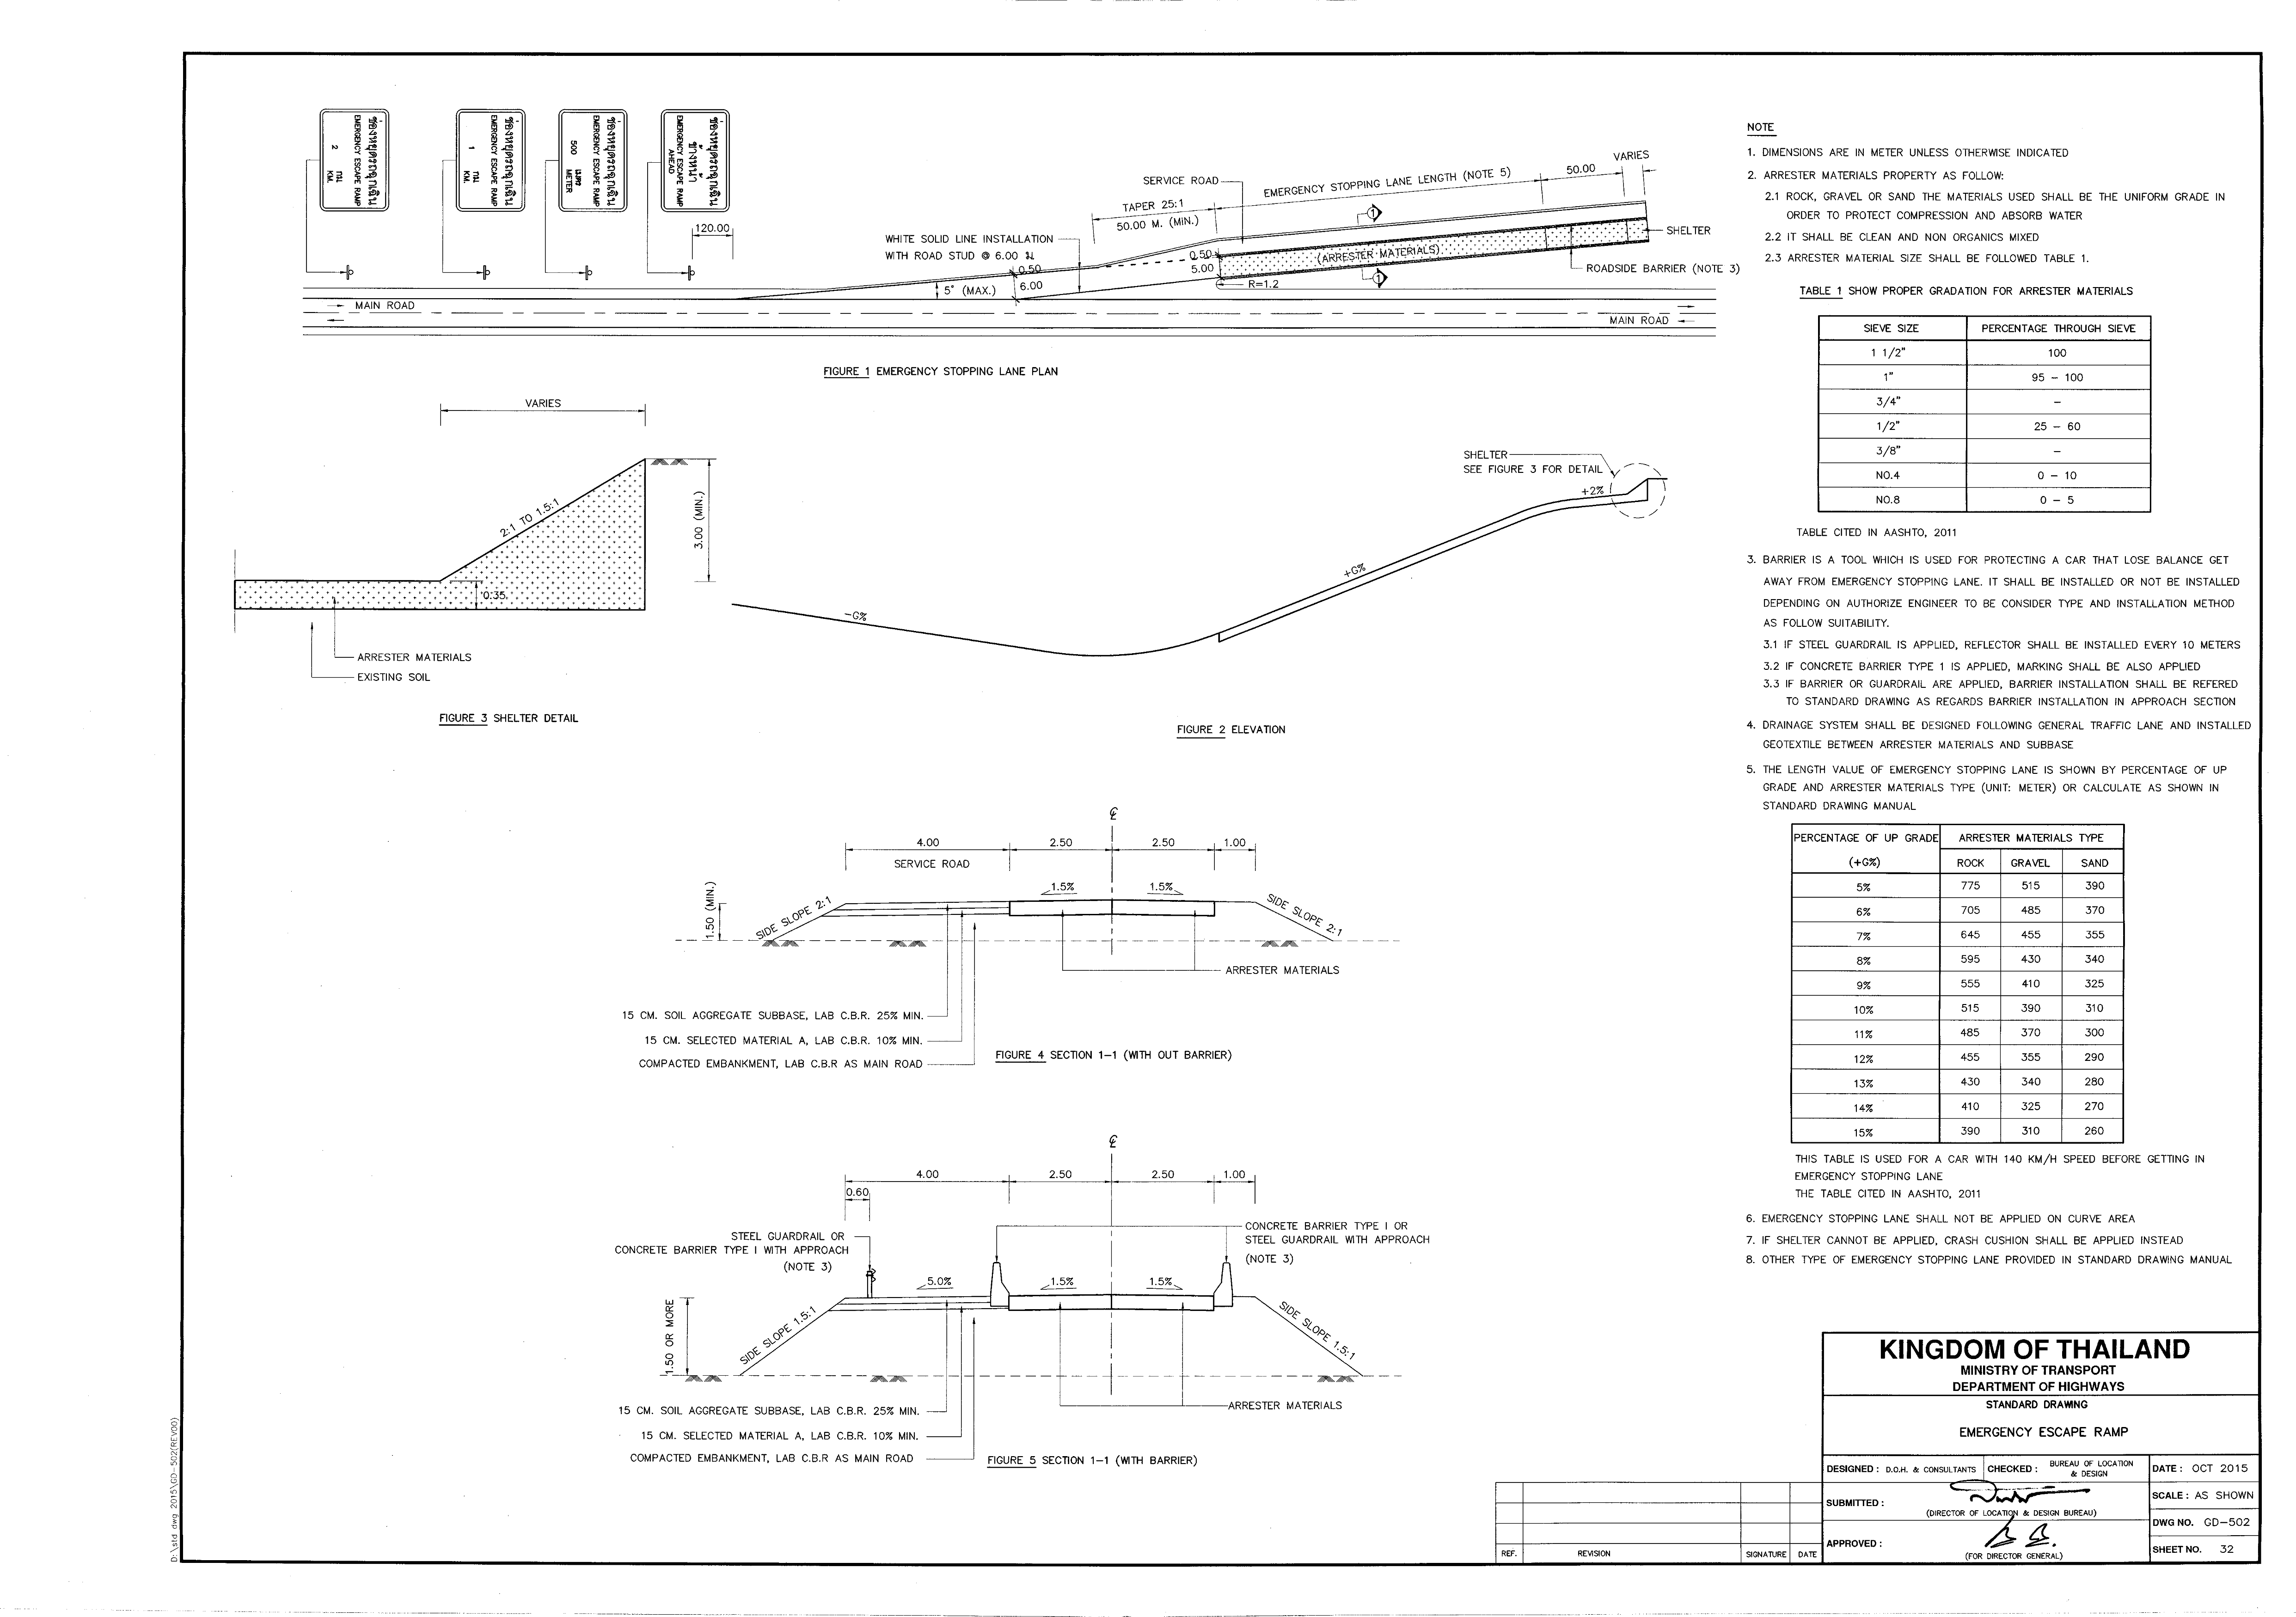 ช่องหยุดรถฉุกเฉิน
EMERGENCY ESCAPE RAMP
2 กม.
KM.
ช่องหยุดรถฉุกเฉิน
EMERGENCY ESCAPE RAMP
1 กม.
KM.
ช่องหยุดรถฉุกเฉิน
EMERGENCY ESCAPE RAMP
500 เมตร
METER
ช่องหยุดรถฉุกเฉิน
ข้างหน้า
EMERGENCY ESCAPE RAMP
AHEAD
120.00
WHITE SOLID LINE INSTALLATION
WITH ROAD STUD @ 6.00 ม.
SERVICE ROAD
TAPER 25:1
50.00 M. (MIN.)
EMERGENCY STOPPING LANE LENGTH (NOTE 5)
50.00
VARIES
1
(ARRESTER MATERIALS)
1
SHELTER
ROADSIDE BARRIER (NOTE 3)
0.50
5.00
R=1.2
0.50
6.00
5° (MAX.)
MAIN ROAD
MAIN ROAD
FIGURE 1 EMERGENCY STOPPING LANE PLAN
VARIES
2:1 TO 1.5:1
3.00 (MIN.)
0.35
ARRESTER MATERIALS
EXISTING SOIL
FIGURE 3 SHELTER DETAIL
SHELTER
SEE FIGURE 3 FOR DETAIL
+2%
+G%
-G%
FIGURE 2 ELEVATION
4.00
2.50
2.50
1.00
SERVICE ROAD
1.50 (MIN.)
SIDE SLOPE 2:1
1.5%
1.5%
SIDE SLOPE 2:1
ARRESTER MATERIALS
15 CM. SOIL AGGREGATE SUBBASE, LAB C.B.R. 25% MIN.
15 CM. SELECTED MATERIAL A, LAB C.B.R. 10% MIN.
COMPACTED EMBANKMENT, LAB C.B.R AS MAIN ROAD
FIGURE 4 SECTION 1-1 (WITH OUT BARRIER)
4.00
2.50
2.50
1.00
0.60
STEEL GUARDRAIL OR
CONCRETE BARRIER TYPE I WITH APPROACH
(NOTE 3)
CONCRETE BARRIER TYPE I OR
STEEL GUARDRAIL WITH APPROACH
(NOTE 3)
5.0%
1.5%
1.5%
1.50 OR MORE
SIDE SLOPE 1.5:1
SIDE SLOPE 1.5:1
ARRESTER MATERIALS
15 CM. SOIL AGGREGATE SUBBASE, LAB C.B.R. 25% MIN.
15 CM. SELECTED MATERIAL A, LAB C.B.R. 10% MIN.
COMPACTED EMBANKMENT, LAB C.B.R AS MAIN ROAD
FIGURE 5 SECTION 1-1 (WITH BARRIER)
NOTE
1. DIMENSIONS ARE IN METER UNLESS OTHERWISE INDICATED
2. ARRESTER MATERIALS PROPERTY AS FOLLOW:
2.1 ROCK, GRAVEL OR SAND THE MATERIALS USED SHALL BE THE UNIFORM GRADE IN
ORDER TO PROTECT COMPRESSION AND ABSORB WATER
2.2 IT SHALL BE CLEAN AND NON ORGANICS MIXED
2.3 ARRESTER MATERIAL SIZE SHALL BE FOLLOWED TABLE 1.
TABLE 1 SHOW PROPER GRADATION FOR ARRESTER MATERIALS
SIEVE SIZE PERCENTAGE THROUGH SIEVE
1 1/2" 100
1" 95 - 100
3/4" -
1/2" 25 - 60
3/8" -
NO.4 0 - 10
NO.8 0 - 5
TABLE CITED IN AASHTO, 2011
3. BARRIER IS A TOOL WHICH IS USED FOR PROTECTING A CAR THAT LOSE BALANCE GET
AWAY FROM EMERGENCY STOPPING LANE. IT SHALL BE INSTALLED OR NOT BE INSTALLED
DEPENDING ON AUTHORIZE ENGINEER TO BE CONSIDER TYPE AND INSTALLATION METHOD
AS FOLLOW SUITABILITY.
3.1 IF STEEL GUARDRAIL IS APPLIED, REFLECTOR SHALL BE INSTALLED EVERY 10 METERS
3.2 IF CONCRETE BARRIER TYPE 1 IS APPLIED, MARKING SHALL BE ALSO APPLIED
3.3 IF BARRIER OR GUARDRAIL ARE APPLIED, BARRIER INSTALLATION SHALL BE REFERED
TO STANDARD DRAWING AS REGARDS BARRIER INSTALLATION IN APPROACH SECTION
4. DRAINAGE SYSTEM SHALL BE DESIGNED FOLLOWING GENERAL TRAFFIC LANE AND INSTALLED
GEOTEXTILE BETWEEN ARRESTER MATERIALS AND SUBBASE
5. THE LENGTH VALUE OF EMERGENCY STOPPING LANE IS SHOWN BY PERCENTAGE OF UP
GRADE AND ARRESTER MATERIALS TYPE (UNIT: METER) OR CALCULATE AS SHOWN IN
STANDARD DRAWING MANUAL
PERCENTAGE OF UP GRADE ARRESTER MATERIALS TYPE
(+G%) ROCK GRAVEL SAND
5% 775 515 390
6% 705 485 370
7% 645 455 355
8% 595 430 340
9% 555 410 325
10% 515 390 310
11% 485 370 300
12% 455 355 290
13% 430 340 280
14% 410 325 270
15% 390 310 260
THIS TABLE IS USED FOR A CAR WITH 140 KM/H SPEED BEFORE GETTING IN
EMERGENCY STOPPING LANE
THE TABLE CITED IN AASHTO, 2011
6. EMERGENCY STOPPING LANE SHALL NOT BE APPLIED ON CURVE AREA
7. IF SHELTER CANNOT BE APPLIED, CRASH CUSHION SHALL BE APPLIED INSTEAD
8. OTHER TYPE OF EMERGENCY STOPPING LANE PROVIDED IN STANDARD DRAWING MANUAL
KINGDOM OF THAILAND
MINISTRY OF TRANSPORT
DEPARTMENT OF HIGHWAYS
STANDARD DRAWING
EMERGENCY ESCAPE RAMP
DESIGNED : D.O.H. & CONSULTANTS
CHECKED : BUREAU OF LOCATION
& DESIGN
DATE : OCT 2015
SUBMITTED :
(DIRECTOR OF LOCATION & DESIGN BUREAU)
SCALE : AS SHOWN
DWG NO. GD-502
APPROVED :
(FOR DIRECTOR GENERAL)
SHEET NO. 32
REF. REVISION SIGNATURE DATE
D:\std dwg 2015\GD-502(REV00)